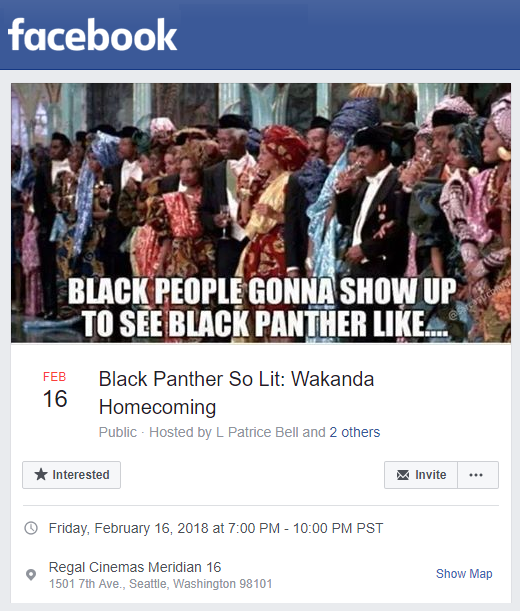 facebook
BLACK PEOPLE GONNA SHOW UP
TO SEE BLACK PANTHER LIKE....
FEB
16
Black Panther So Lit: Wakanda
Homecoming
Public · Hosted by L Patrice Bell and 2 others
Interested
Invite
Friday, February 16, 2018 at 7:00 PM - 10:00 PM PST
Regal Cinemas Meridian 16
1501 7th Ave., Seattle, Washington 98101
Show Map